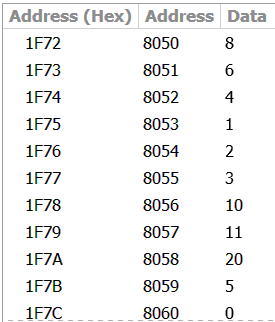 Address (Hex) Address Data
1F72 8050 8
1F73 8051 6
1F74 8052 4
1F75 8053 1
1F76 8054 2
1F77 8055 3
1F78 8056 10
1F79 8057 11
1F7A 8058 20
1F7B 8059 5
1F7C 8060 0